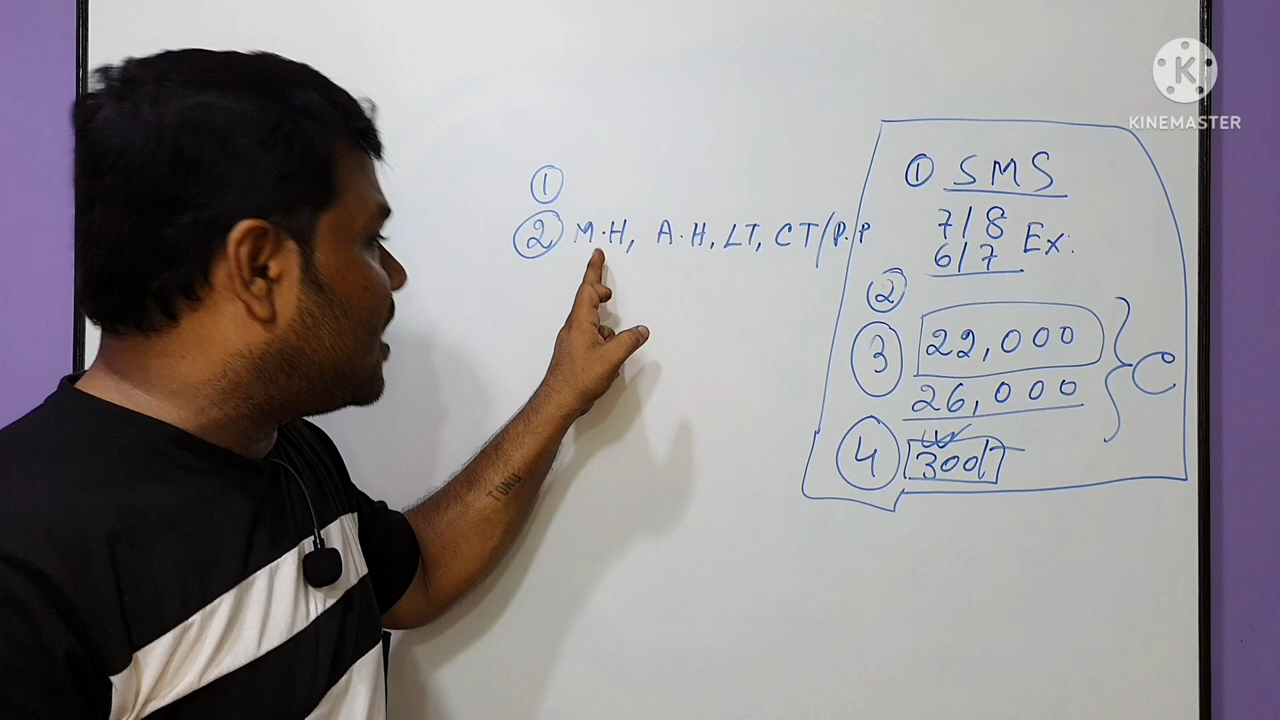 K
KINEMASTER
①
② M.H, A.H, LT, CT/P.P
① SMS
7/8
6/7 Ex:
②
③ 22,000
26,000 } C
④
TONU